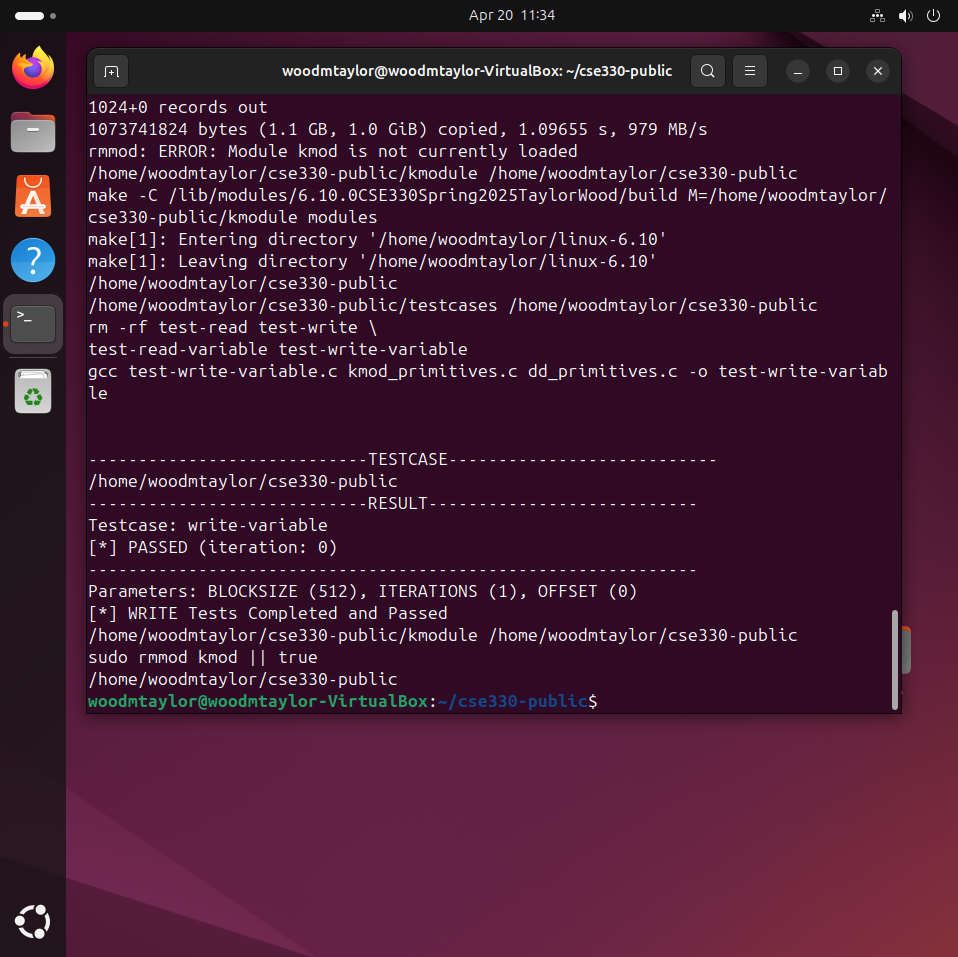 Apr 20 11:34
woodmtaylor@woodmtaylor-VirtualBox: ~/cse330-public
1024+0 records out
1073741824 bytes (1.1 GB, 1.0 GiB) copied, 1.09655 s, 979 MB/s
rmmod: ERROR: Module kmod is not currently loaded
/home/woodmtaylor/cse330-public/kmodule /home/woodmtaylor/cse330-public
make -C /lib/modules/6.10.0CSE330Spring2025TaylorWood/build M=/home/woodmtaylor/
cse330-public/kmodule modules
make[1]: Entering directory '/home/woodmtaylor/linux-6.10'
make[1]: Leaving directory '/home/woodmtaylor/linux-6.10'
/home/woodmtaylor/cse330-public
/home/woodmtaylor/cse330-public/testcases /home/woodmtaylor/cse330-public
rm -rf test-read test-write \
test-read-variable test-write-variable
gcc test-write-variable.c kmod_primitives.c dd_primitives.c -o test-write-variab
le
----------------------------TESTCASE---------------------------
/home/woodmtaylor/cse330-public
----------------------------RESULT---------------------------
Testcase: write-variable
[*] PASSED (iteration: 0)
-------------------------------------------------------------
Parameters: BLOCKSIZE (512), ITERATIONS (1), OFFSET (0)
[*] WRITE Tests Completed and Passed
/home/woodmtaylor/cse330-public/kmodule /home/woodmtaylor/cse330-public
sudo rmmod kmod || true
/home/woodmtaylor/cse330-public
woodmtaylor@woodmtaylor-VirtualBox:~/cse330-public$